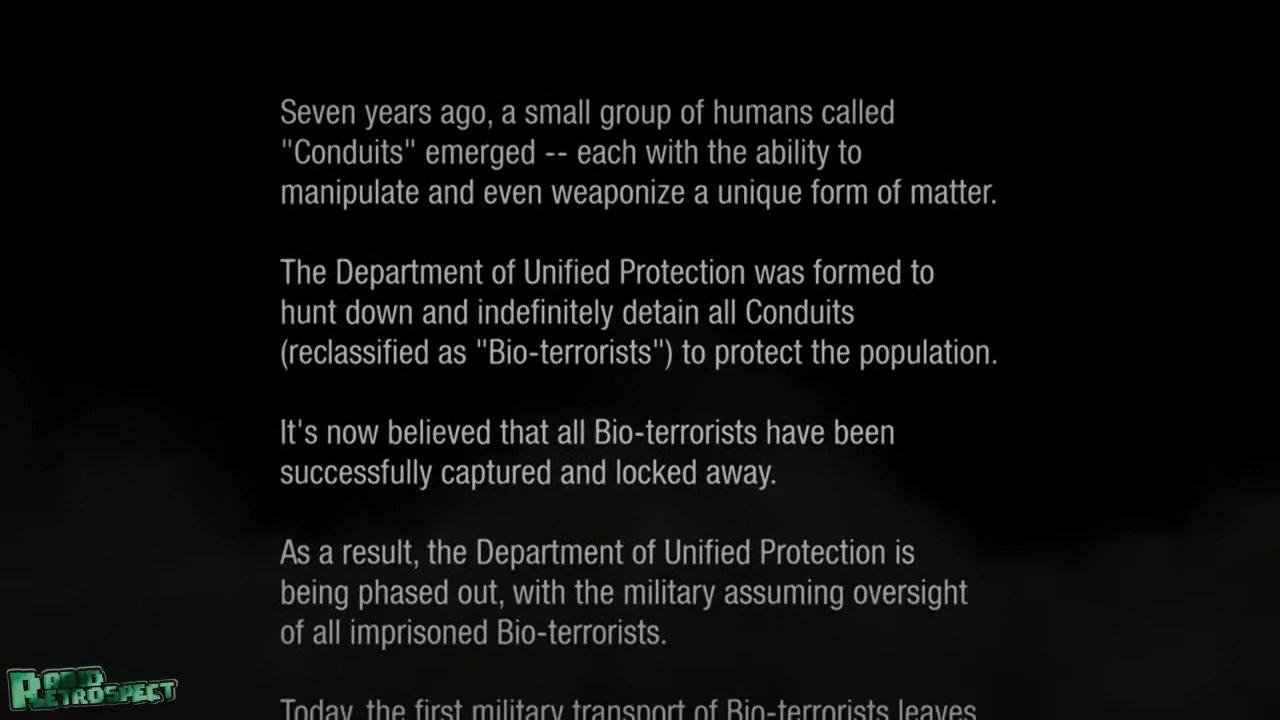 Seven years ago, a small group of humans called
"Conduits" emerged -- each with the ability to
manipulate and even weaponize a unique form of matter.
The Department of Unified Protection was formed to
hunt down and indefinitely detain all Conduits
(reclassified as "Bio-terrorists") to protect the population.
It's now believed that all Bio-terrorists have been
successfully captured and locked away.
As a result, the Department of Unified Protection is
being phased out, with the military assuming oversight
of all imprisoned Bio-terrorists.
Today, the first military transport of Bio-terrorists leaves
RADIO
RETROSPECT